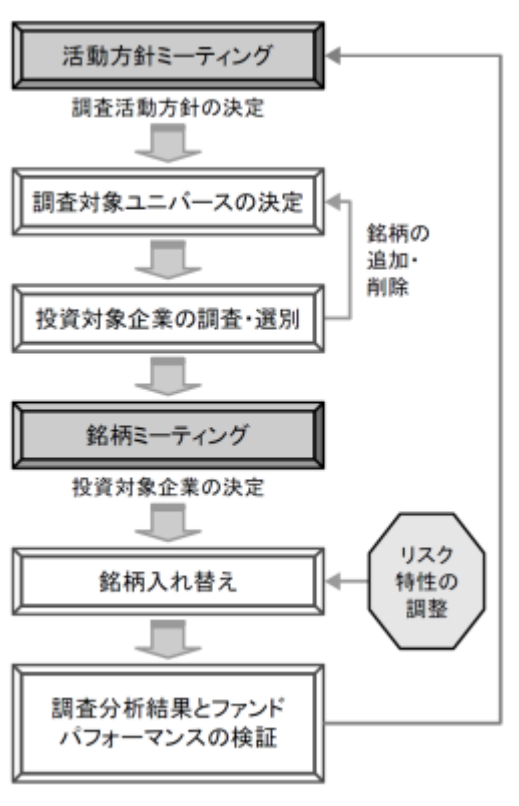 活動方針ミーティング
調査活動方針の決定
調査対象ユニバースの決定
銘柄の
追加・
削除
投資対象企業の調査・選別
銘柄ミーティング
投資対象企業の決定
銘柄入れ替え
リスク
特性の
調整
調査分析結果とファンド
パフォーマンスの検証